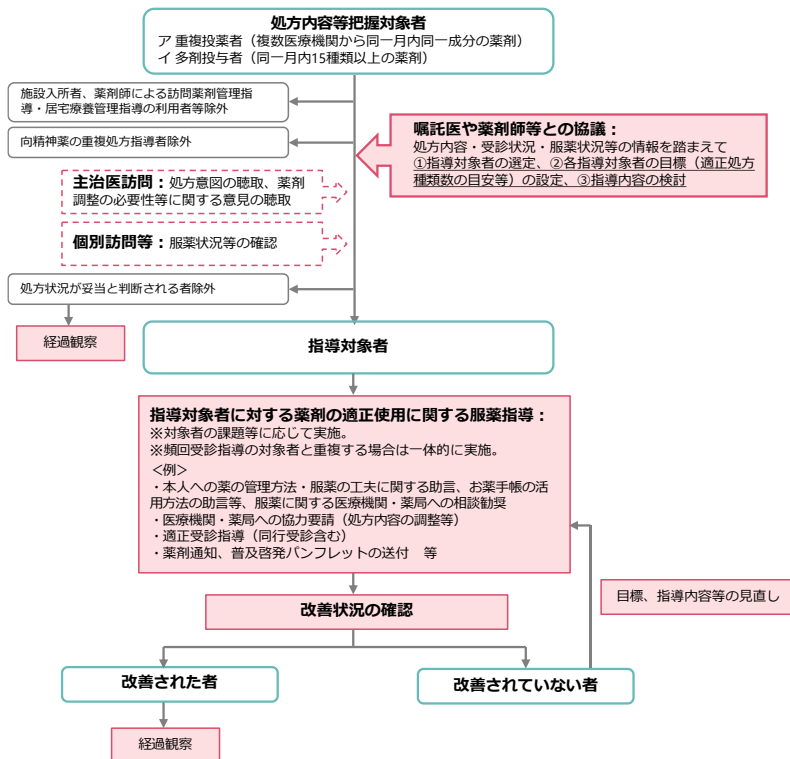 処方内容等把握対象者
ア 重複投薬者（複数医療機関から同一月内同一成分の薬剤）
イ 多剤投与者（同一月内15種類以上の薬剤）
施設入所者、薬剤師による訪問薬剤管理指
導・居宅療養管理指導の利用者等除外
向精神薬の重複処方指導者除外
嘱託医や薬剤師等との協議：
処方内容・受診状況・服薬状況等の情報を踏まえて
①指導対象者の選定、②各指導対象者の目標（適正処方
種類数の目安等）の設定、③指導内容の検討
主治医訪問：処方意図の聴取、薬剤
調整の必要性等に関する意見の聴取
個別訪問等：服薬状況等の確認
処方状況が妥当と判断される者除外
経過観察
指導対象者
指導対象者に対する薬剤の適正使用に関する服薬指導：
※対象者の課題等に応じて実施。
※頻回受診指導の対象者と重複する場合は一体的に実施。
＜例＞
・本人への薬の管理方法・服薬の工夫に関する助言、お薬手帳の活
用方法の助言等、服薬に関する医療機関・薬局への相談勧奨
・医療機関・薬局への協力要請（処方内容の調整等）
・適正受診指導（同行受診含む）
・薬剤通知、普及啓発パンフレットの送付　等
目標、指導内容等の見直し
改善状況の確認
改善された者
改善されていない者
経過観察